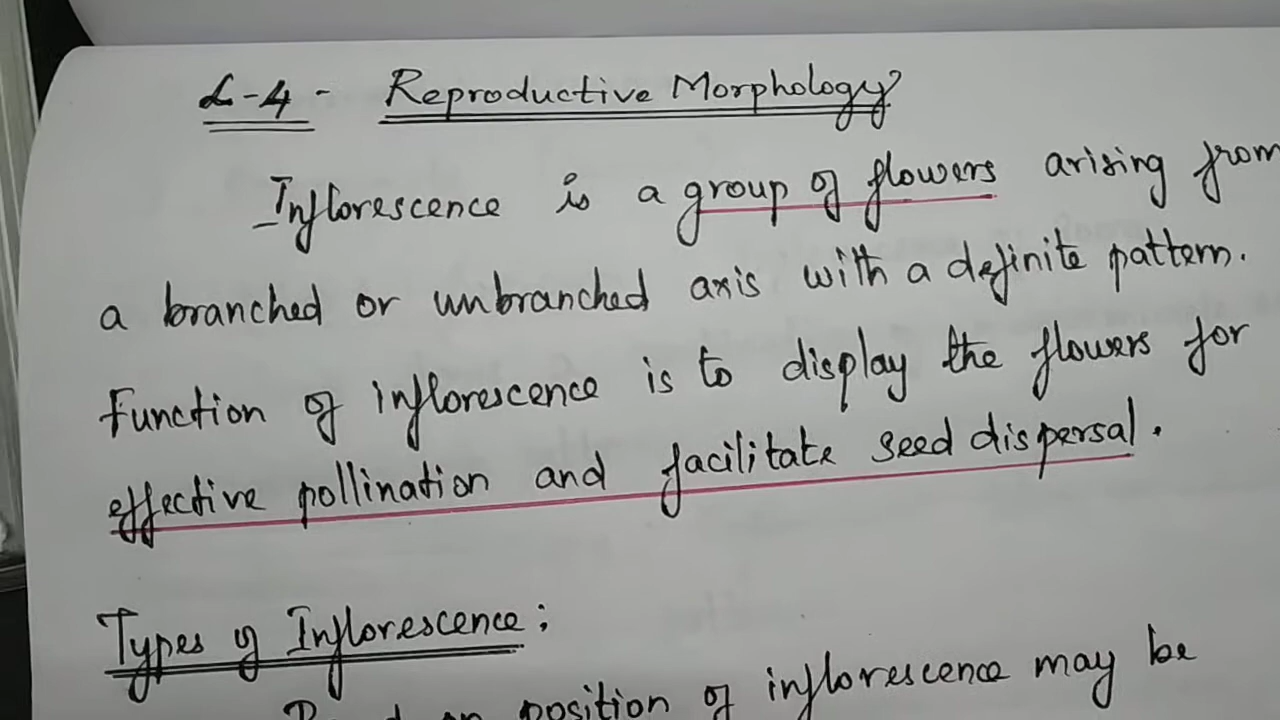 L-4 - Reproductive Morphology
Inflorescence is a group of flowers arising from
a branched or unbranched axis with a definite pattern.
Function of inflorescence is to display the flowers for
effective pollination and facilitate seed dispersal.
Types of Inflorescence:
Based on position of inflorescence may be